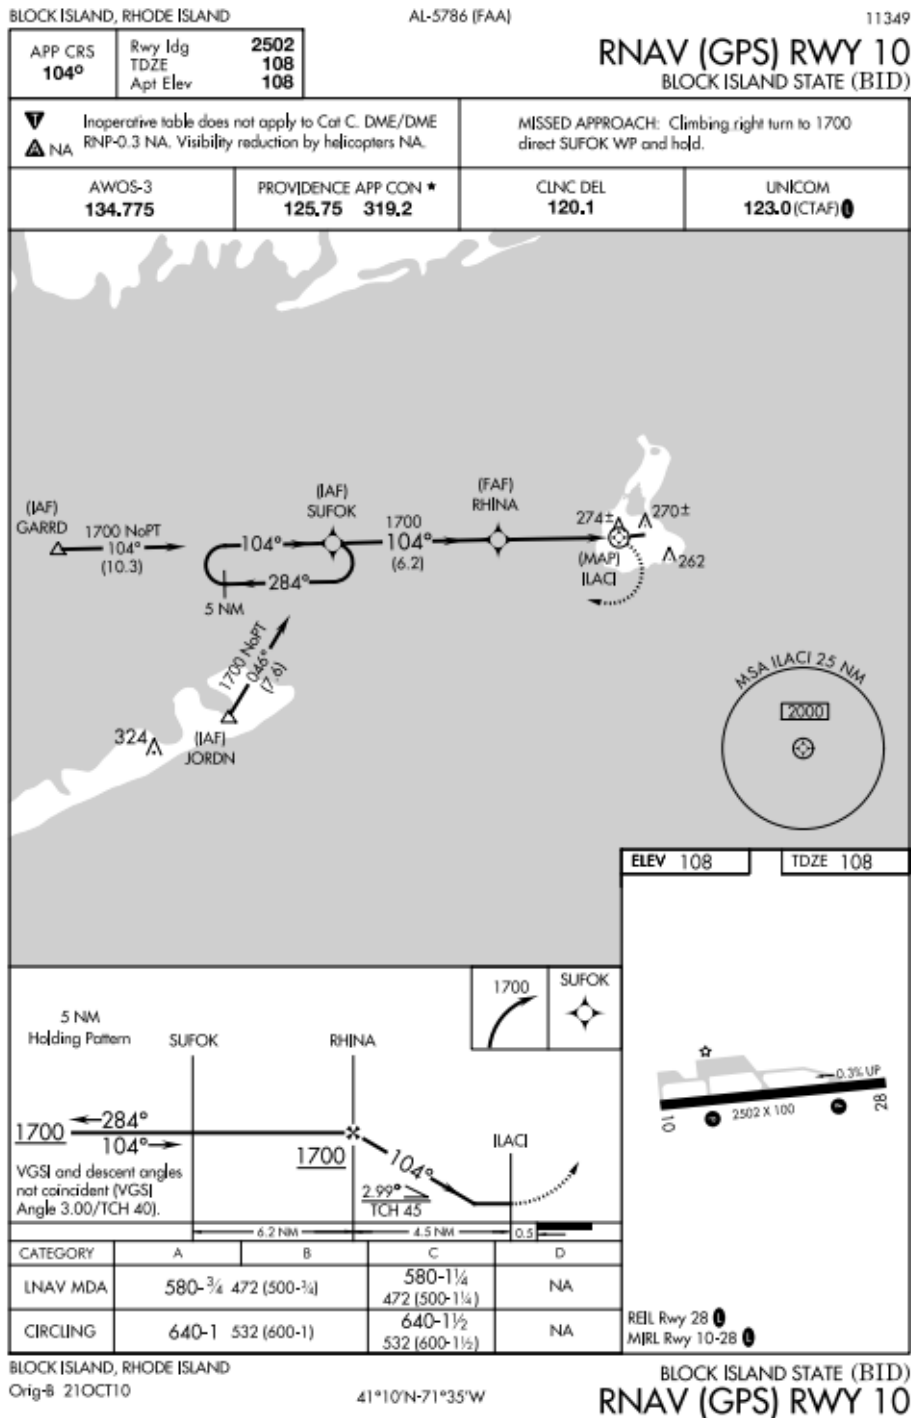 BLOCK ISLAND, RHODE ISLAND
AL-5786 (FAA)
11349
APP CRS
104°
Rwy ldg 2502
TDZE 108
Apt Elev 108
RNAV (GPS) RWY 10
BLOCK ISLAND STATE (BID)
T
A NA
Inoperative table does not apply to Cat C. DME/DME
RNP-0.3 NA. Visibility reduction by helicopters NA.
MISSED APPROACH: Climbing right turn to 1700
direct SUFOK WP and hold.
AWOS-3
134.775
PROVIDENCE APP CON ★
125.75 319.2
CLNC DEL
120.1
UNICOM
123.0 (CTAF) L
(IAF)
GARRD
1700 NoPT
104°
(10.3)
(IAF)
SUFOK
104°
284°
5 NM
1700
104°
(6.2)
(FAF)
RHINA
274±
270±
262
(MAP)
ILACI
1700 NoPT
046°
(7.6)
324
(IAF)
JORDN
MSA ILACI 25 NM
2000
ELEV 108
TDZE 108
5 NM
Holding Pattern
SUFOK
RHINA
1700
SUFOK
1700
284°
104°
1700
104°
ILACI
2.99°
TCH 45
VGSI and descent angles
not coincident (VGSI
Angle 3.00/TCH 40).
6.2 NM
4.5 NM
0.5
0.3% UP
2502 X 100
10
28
P
CATEGORY A B C D
LNAV MDA 580-¾ 472 (500-¾) 580-1¼ 472 (500-1¼) NA
CIRCLING 640-1 532 (600-1) 640-1½ 532 (600-1½) NA
REIL Rwy 28 L
MIRL Rwy 10-28 L
BLOCK ISLAND, RHODE ISLAND
Orig-B 21OCT10
41°10'N-71°35'W
BLOCK ISLAND STATE (BID)
RNAV (GPS) RWY 10